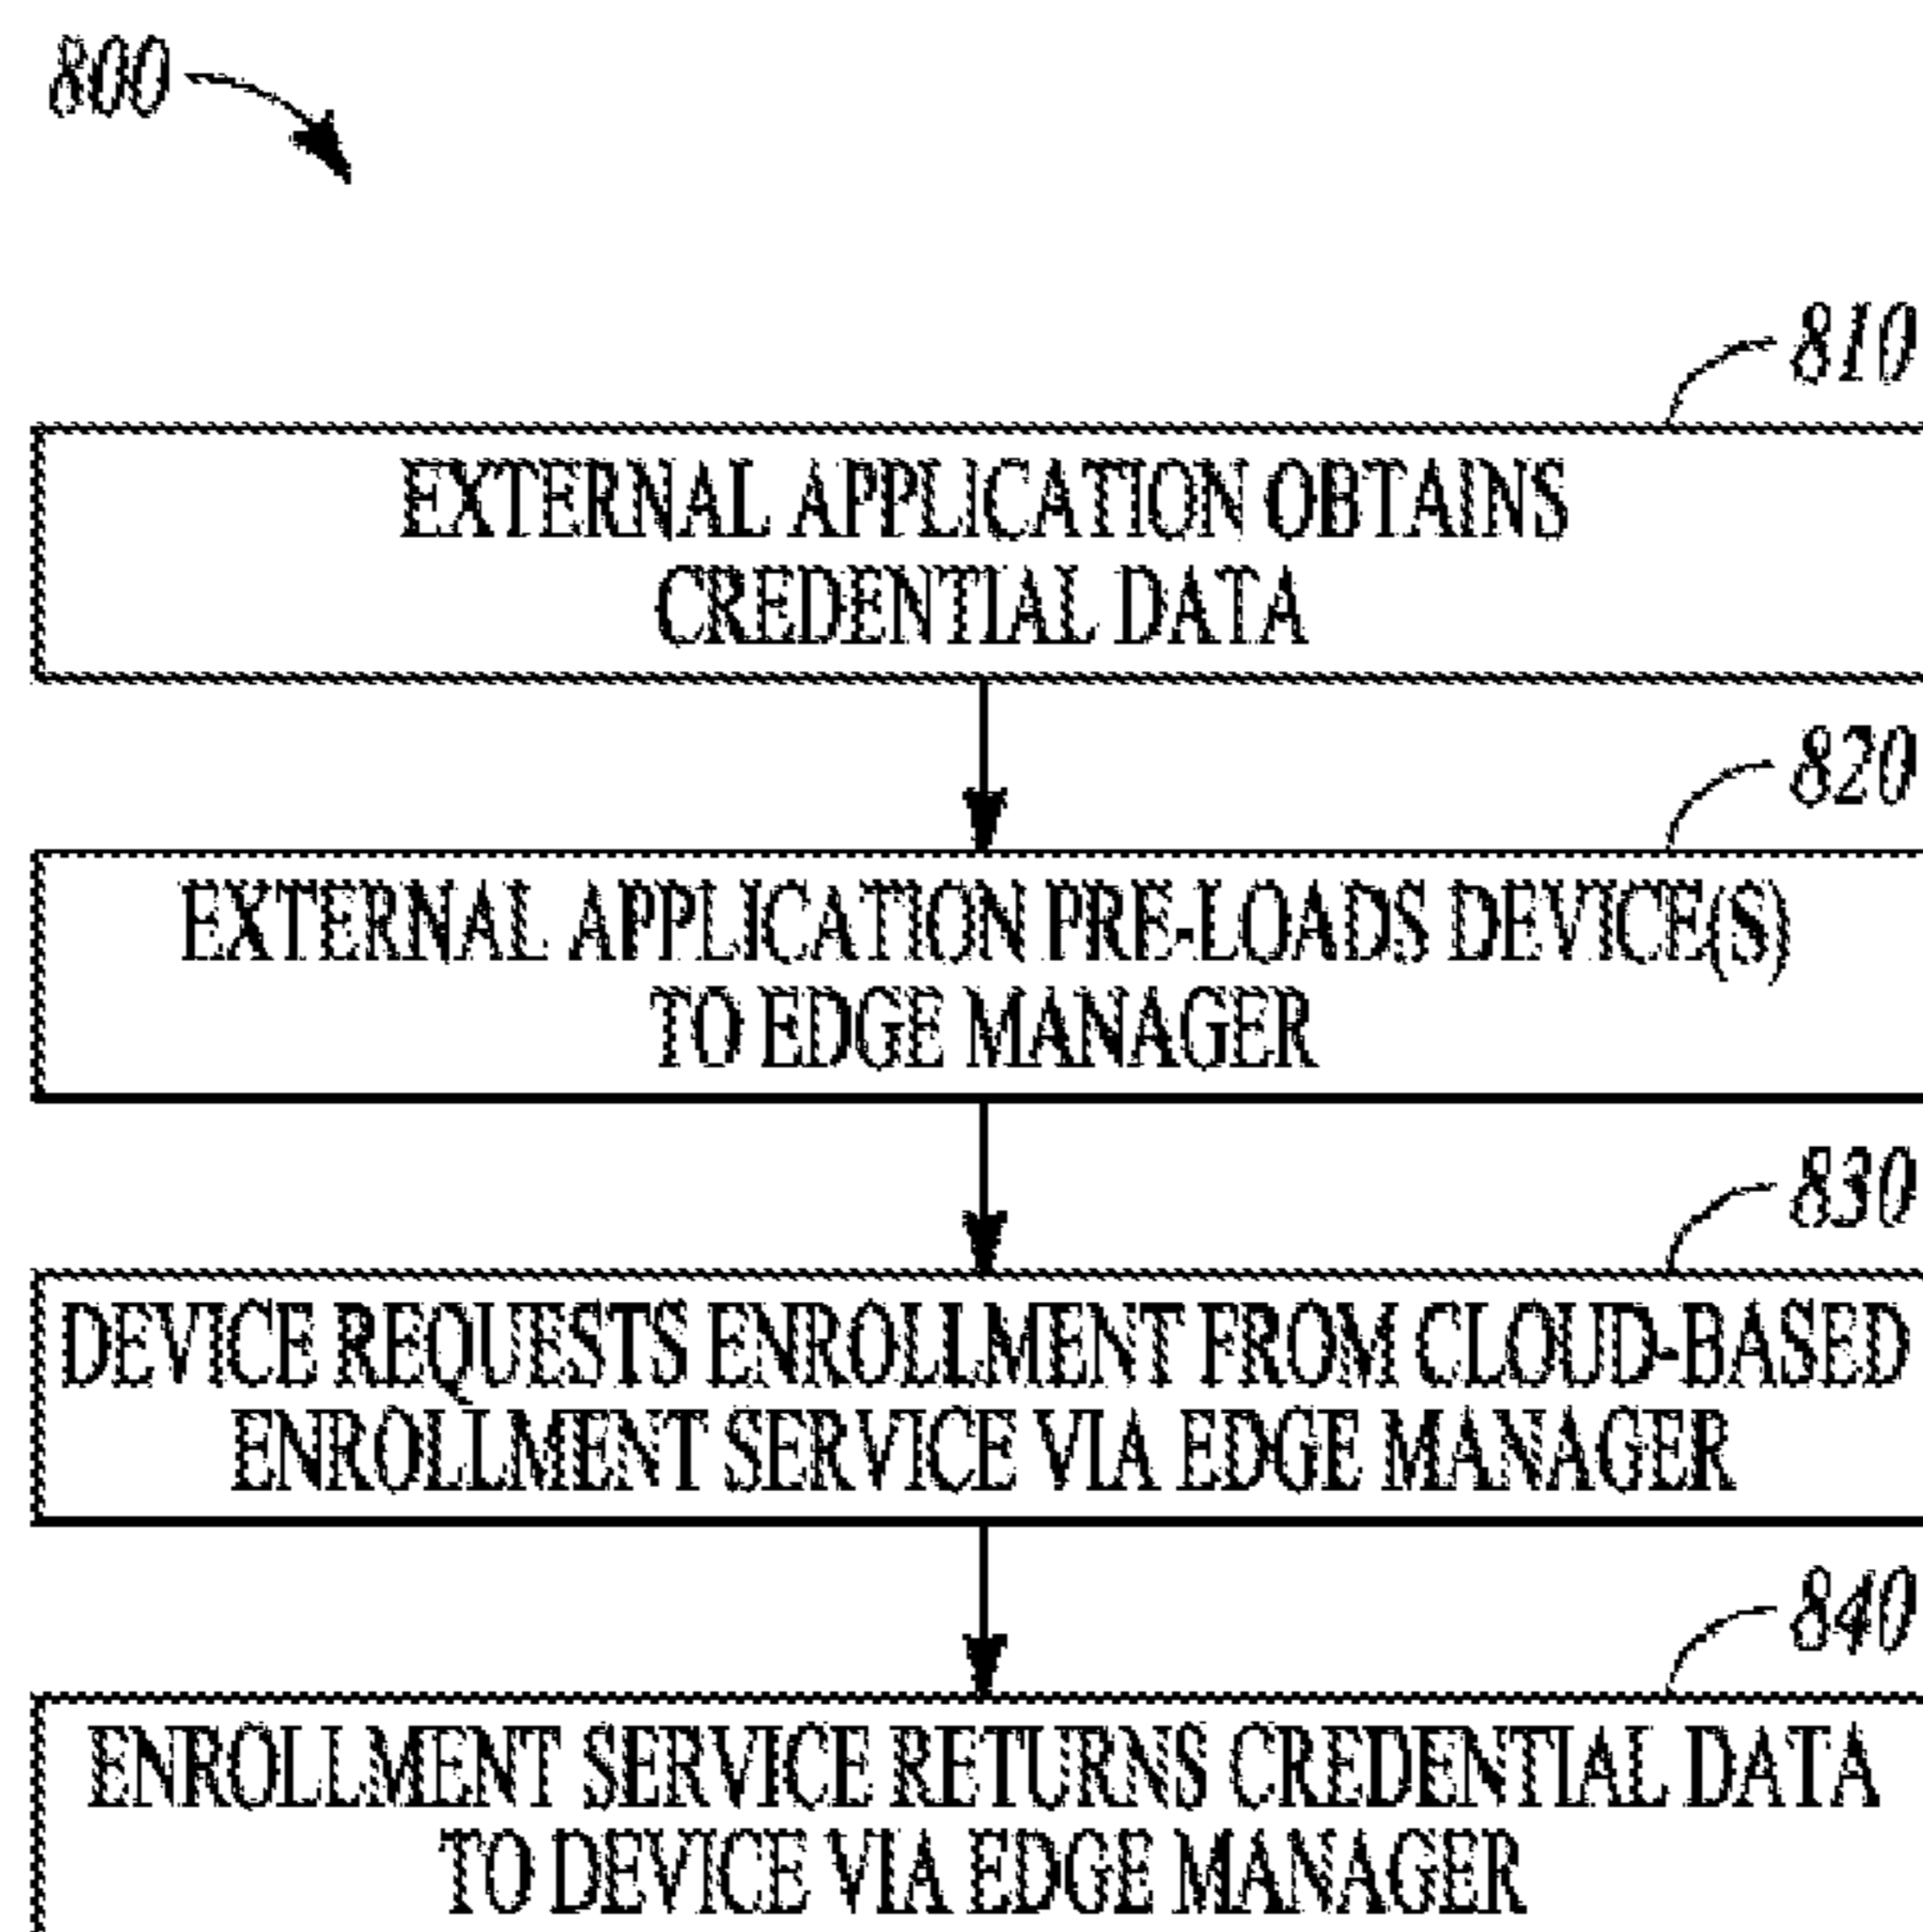 800
810
EXTERNAL APPLICATION OBTAINS
CREDENTIAL DATA
820
EXTERNAL APPLICATION PRE-LOADS DEVICE(S)
TO EDGE MANAGER
830
DEVICE REQUESTS ENROLLMENT FROM CLOUD-BASED
ENROLLMENT SERVICE VIA EDGE MANAGER
840
ENROLLMENT SERVICE RETURNS CREDENTIAL DATA
TO DEVICE VIA EDGE MANAGER